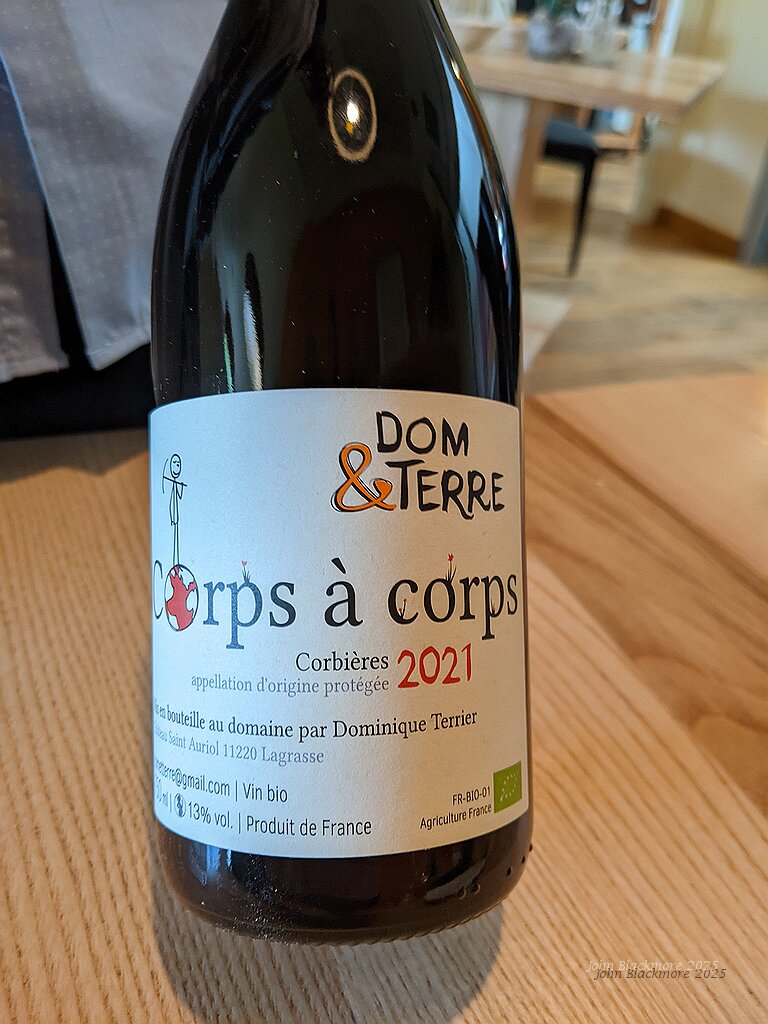 DOM
& TERRE
Corps à corps
Corbières 2021
appellation d'origine protégée
en bouteille au domaine par Dominique Terrier
Saint Auriol 11220 Lagrasse
@gmail.com | Vin bio
ml | 13% vol. | Produit de France
FR-BIO-01
Agriculture France
John Blackmore 2025
John Blackmore 2025